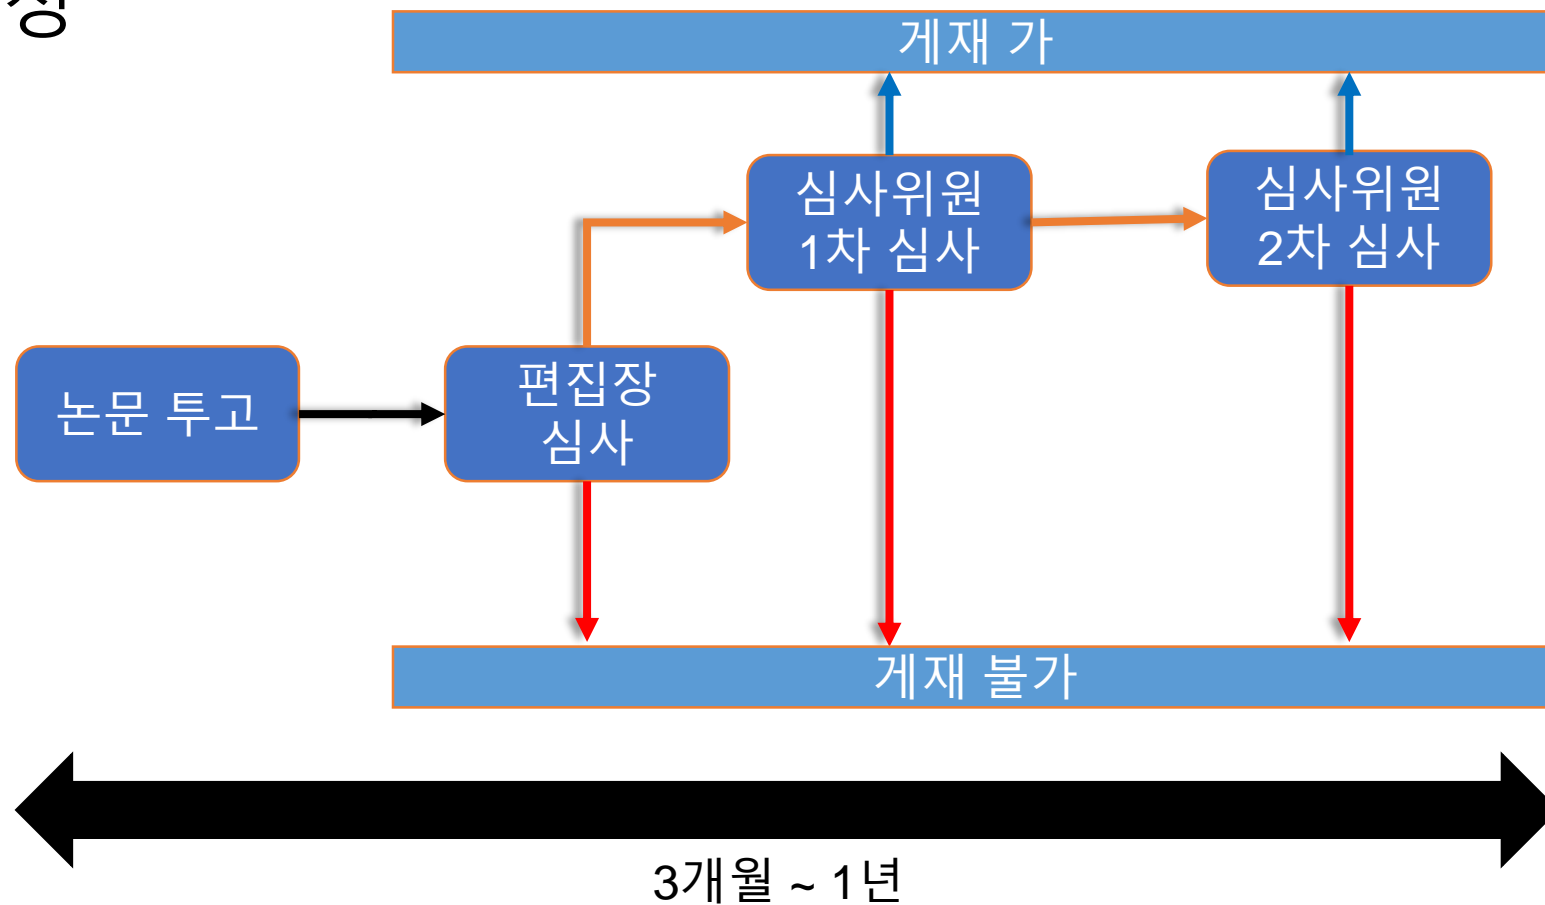 게재 가
심사위원
1차 심사
심사위원
2차 심사
논문 투고
편집장
심사
게재 불가
3개월 ~ 1년